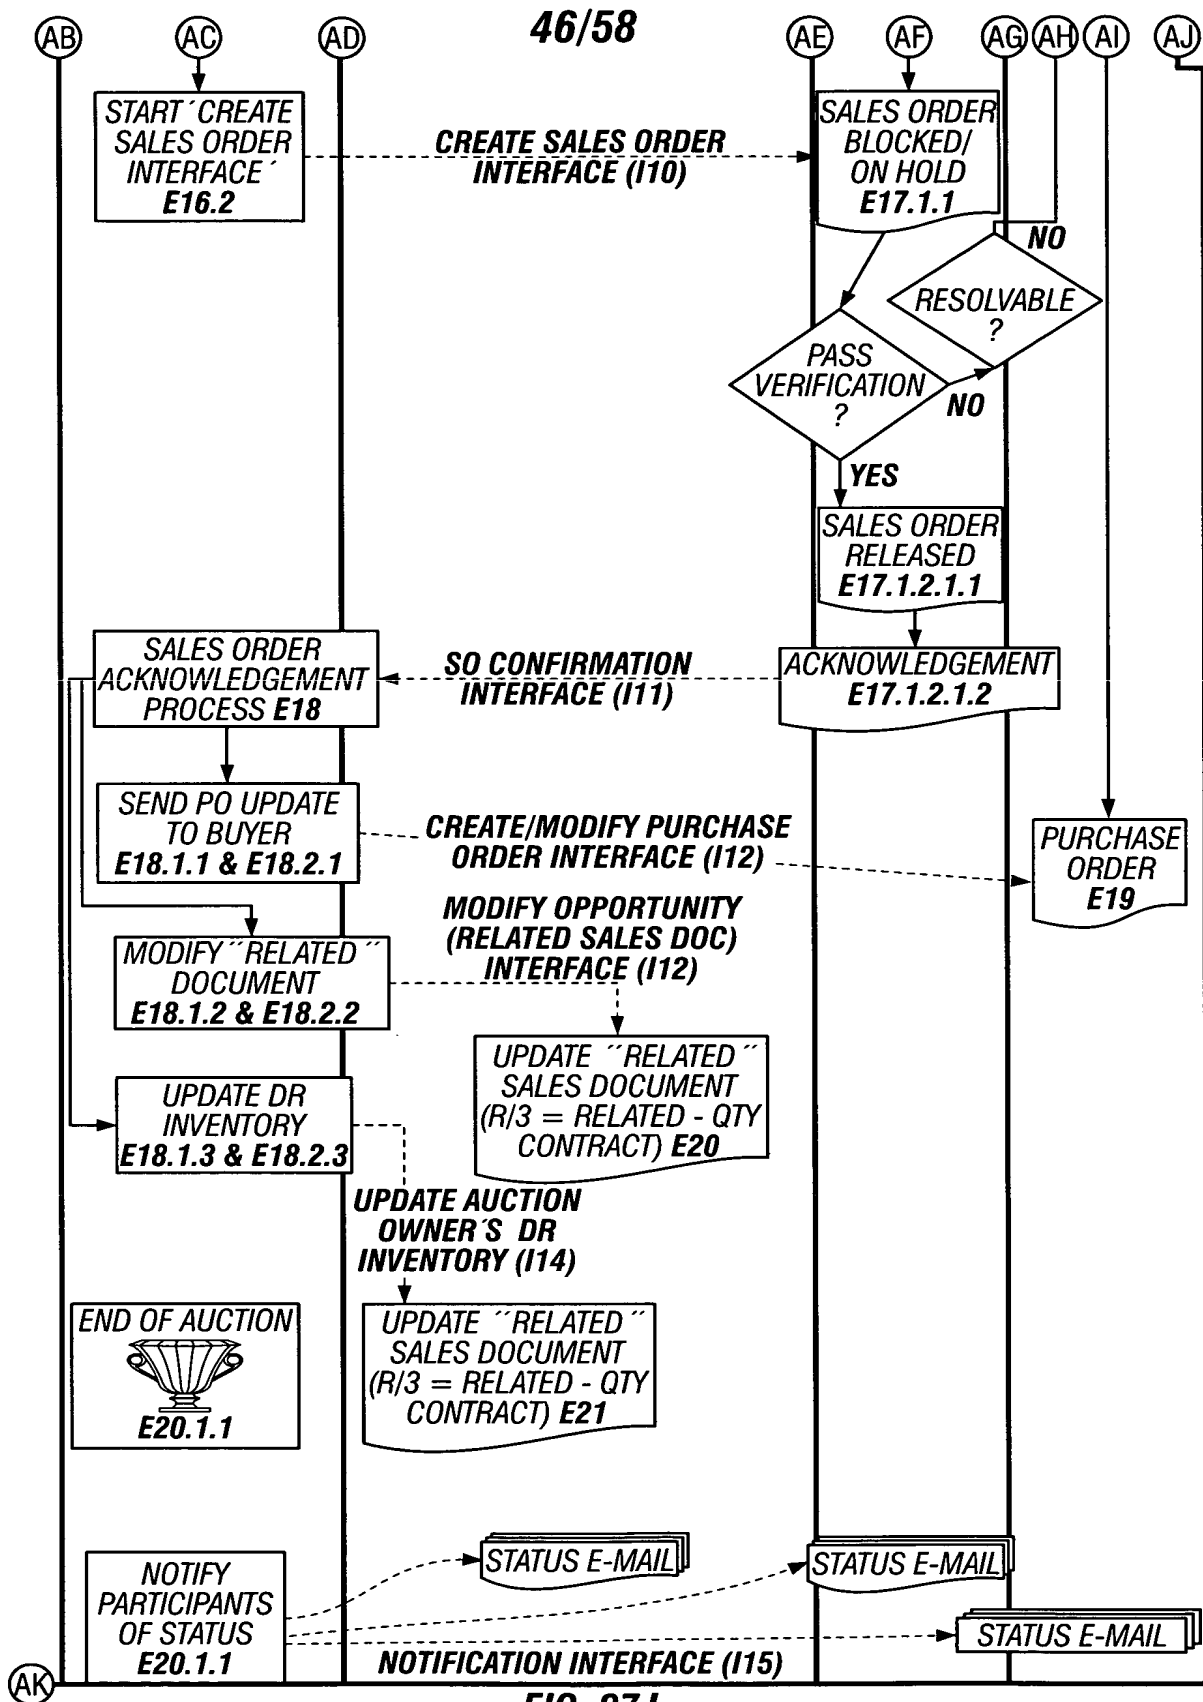 46/58
AB
AC
AD
AE
AF
AG
AH
AI
AJ
START ´CREATE
SALES ORDER
INTERFACE´
E16.2
CREATE SALES ORDER
INTERFACE (I10)
SALES ORDER
BLOCKED/
ON HOLD
E17.1.1
NO
RESOLVABLE
?
PASS
VERIFICATION
?
NO
YES
SALES ORDER
RELEASED
E17.1.2.1.1
SALES ORDER
ACKNOWLEDGEMENT
PROCESS E18
SO CONFIRMATION
INTERFACE (I11)
ACKNOWLEDGEMENT
E17.1.2.1.2
SEND PO UPDATE
TO BUYER
E18.1.1 & E18.2.1
CREATE/MODIFY PURCHASE
ORDER INTERFACE (I12)
PURCHASE
ORDER
E19
MODIFY OPPORTUNITY
(RELATED SALES DOC)
INTERFACE (I12)
MODIFY ´´RELATED´´
DOCUMENT
E18.1.2 & E18.2.2
UPDATE ´´RELATED´´
SALES DOCUMENT
(R/3 = RELATED - QTY
CONTRACT) E20
UPDATE DR
INVENTORY
E18.1.3 & E18.2.3
UPDATE AUCTION
OWNER´S DR
INVENTORY (I14)
END OF AUCTION
E20.1.1
UPDATE ´´RELATED´´
SALES DOCUMENT
(R/3 = RELATED - QTY
CONTRACT) E21
NOTIFY
PARTICIPANTS
OF STATUS
E20.1.1
STATUS E-MAIL
STATUS E-MAIL
STATUS E-MAIL
NOTIFICATION INTERFACE (I15)
AK